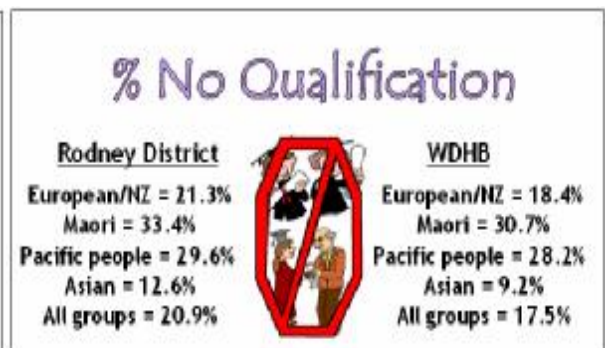 % No Qualification
Rodney District
European/NZ = 21.3%
Maori = 33.4%
Pacific people = 29.6%
Asian = 12.6%
All groups = 20.9%
WDHB
European/NZ = 18.4%
Maori = 30.7%
Pacific people = 28.2%
Asian = 9.2%
All groups = 17.5%